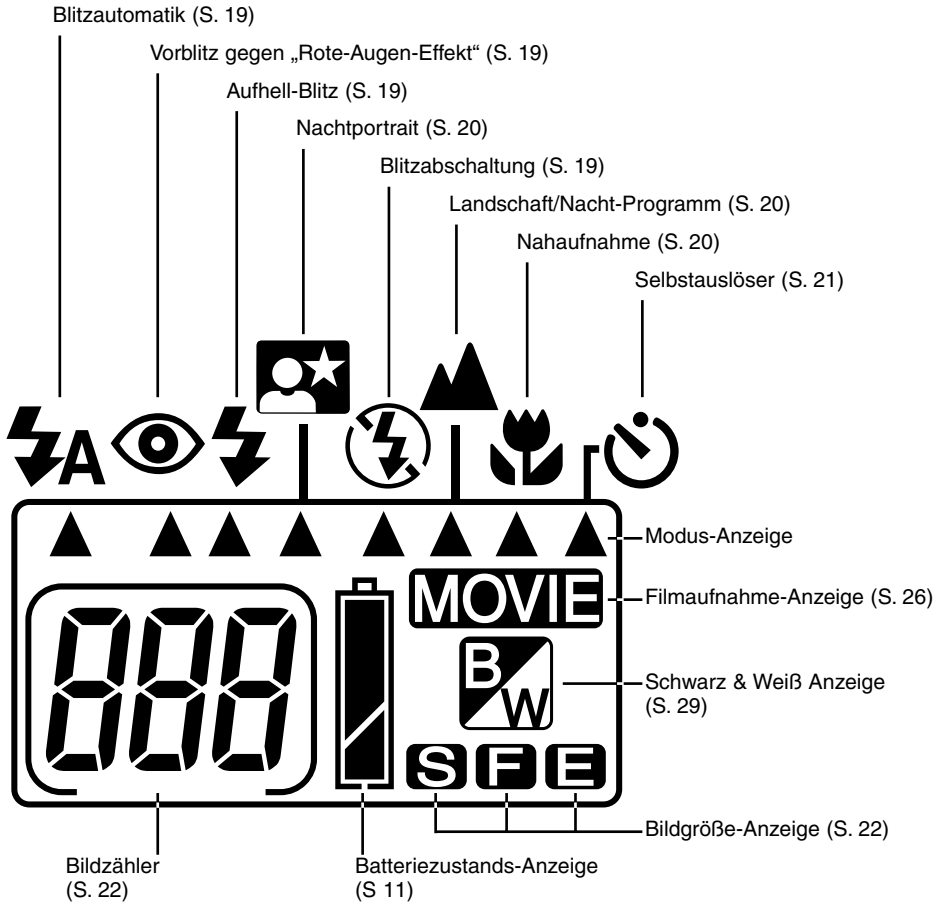 Blitzautomatik (S. 19)
Vorblitz gegen „Rote-Augen-Effekt“ (S. 19)
Aufhell-Blitz (S. 19)
Nachtportrait (S. 20)
Blitzabschaltung (S. 19)
Landschaft/Nacht-Programm (S. 20)
Nahaufnahme (S. 20)
Selbstauslöser (S. 21)
A
Modus-Anzeige
888
MOVIE
Filmaufnahme-Anzeige (S. 26)
B
W
Schwarz & Weiß Anzeige
(S. 29)
S F E
Bildgröße-Anzeige (S. 22)
Bildzähler
(S. 22)
Batteriezustands-Anzeige
(S 11)